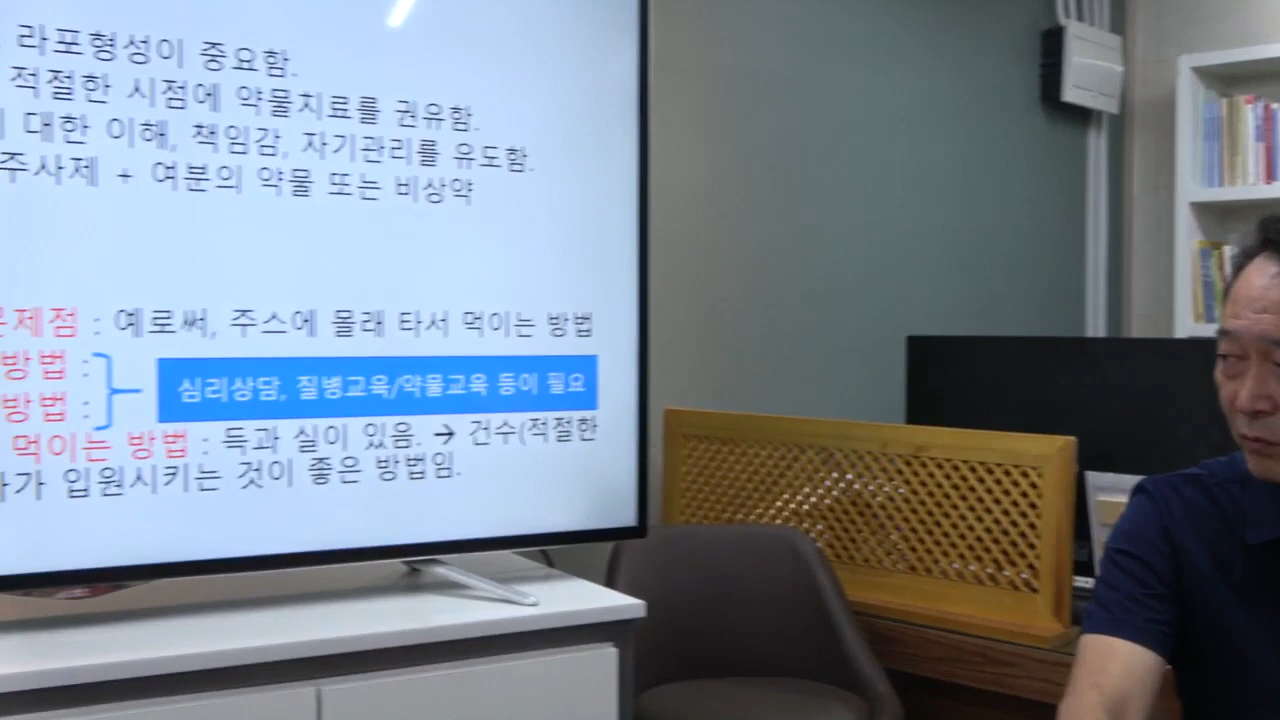 라포형성이 중요함.
적절한 시점에 약물치료를 권유함.
대한 이해, 책임감, 자기관리를 유도함.
주사제 + 여분의 약물 또는 비상약
문제점 : 예로써, 주스에 몰래 타서 먹이는 방법
방법 :
심리상담, 질병교육/약물교육 등이 필요
방법 :
먹이는 방법 : 득과 실이 있음. → 건수(적절한
가 입원시키는 것이 좋은 방법임.